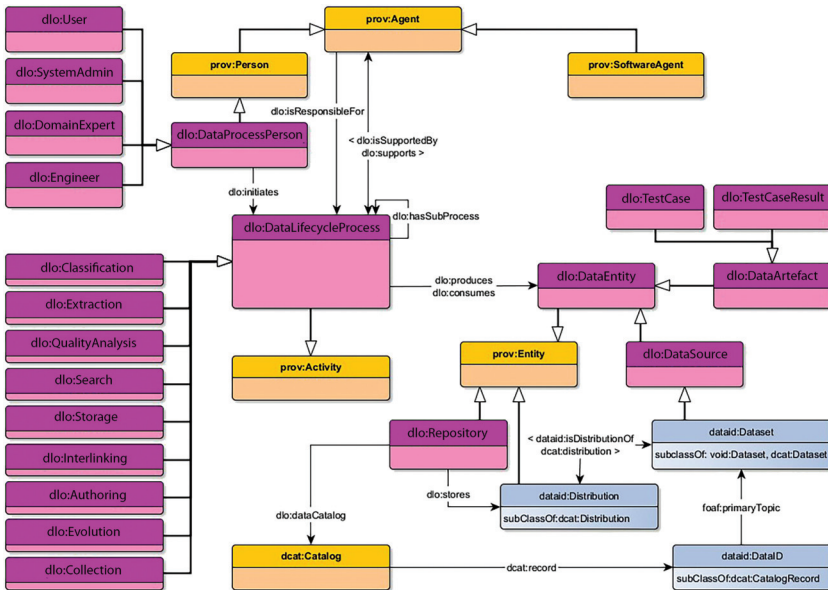 dlo:User
prov:Agent
dlo:SystemAdmin
prov:Person
prov:SoftwareAgent
dlo:DomainExpert
dlo:DataProcessPerson
dlo:isResponsibleFor
< dlo:isSupportedBy
dlo:supports >
dlo:Engineer
dlo:initiates
dlo:hasSubProcess
dlo:DataLifecycleProcess
dlo:TestCase
dlo:TestCaseResult
dlo:Classification
dlo:Extraction
dlo:QualityAnalysis
dlo:Search
dlo:Storage
dlo:Interlinking
dlo:Authoring
dlo:Evolution
dlo:Collection
dlo:produces
dlo:consumes
dlo:DataEntity
dlo:DataArtefact
prov:Activity
prov:Entity
dlo:DataSource
dlo:Repository
< dataid:isDistributionOf
dcat:distribution >
dataid:Dataset
subclassOf: void:Dataset, dcat:Dataset
dlo:stores
dataid:Distribution
subClassOf:dcat:Distribution
dlo:dataCatalog
foaf:primaryTopic
dcat:Catalog
dcat:record
dataid:DataID
subClassOf:dcat:CatalogRecord